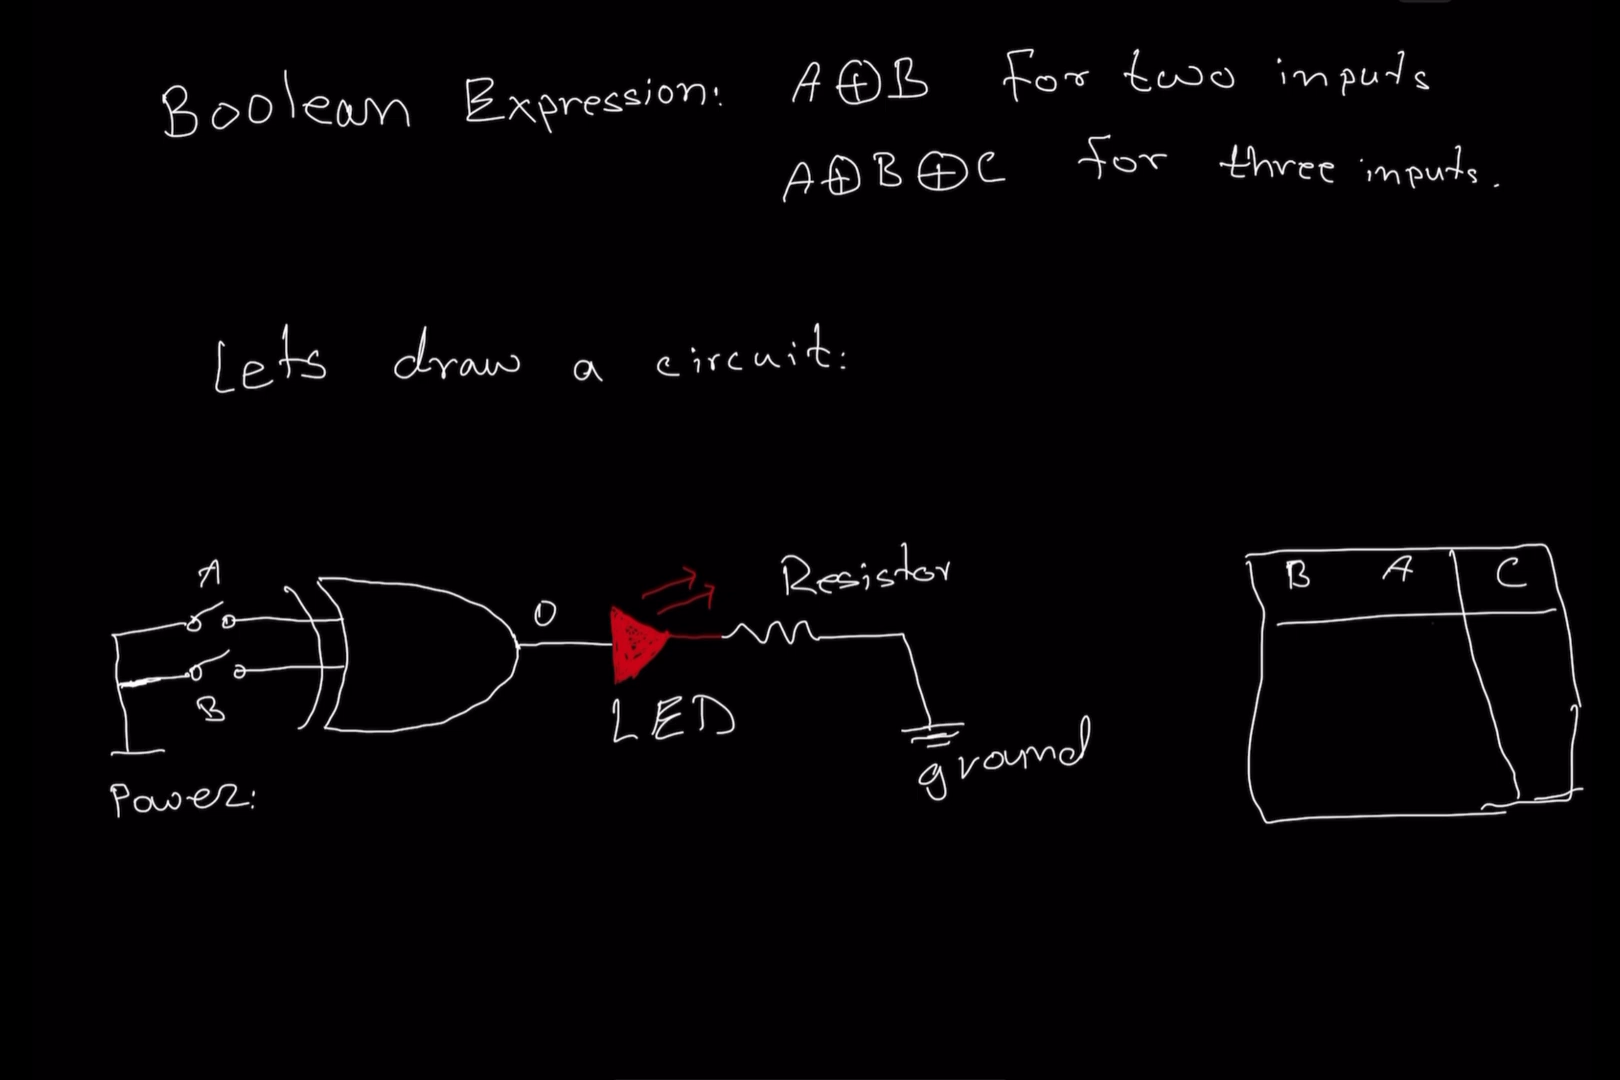 Boolean Expression: A⊕B for two inputs
A⊕B⊕C for three inputs.
Lets draw a circuit:
A
B
Power:
O
LED
Resistor
ground
B A C